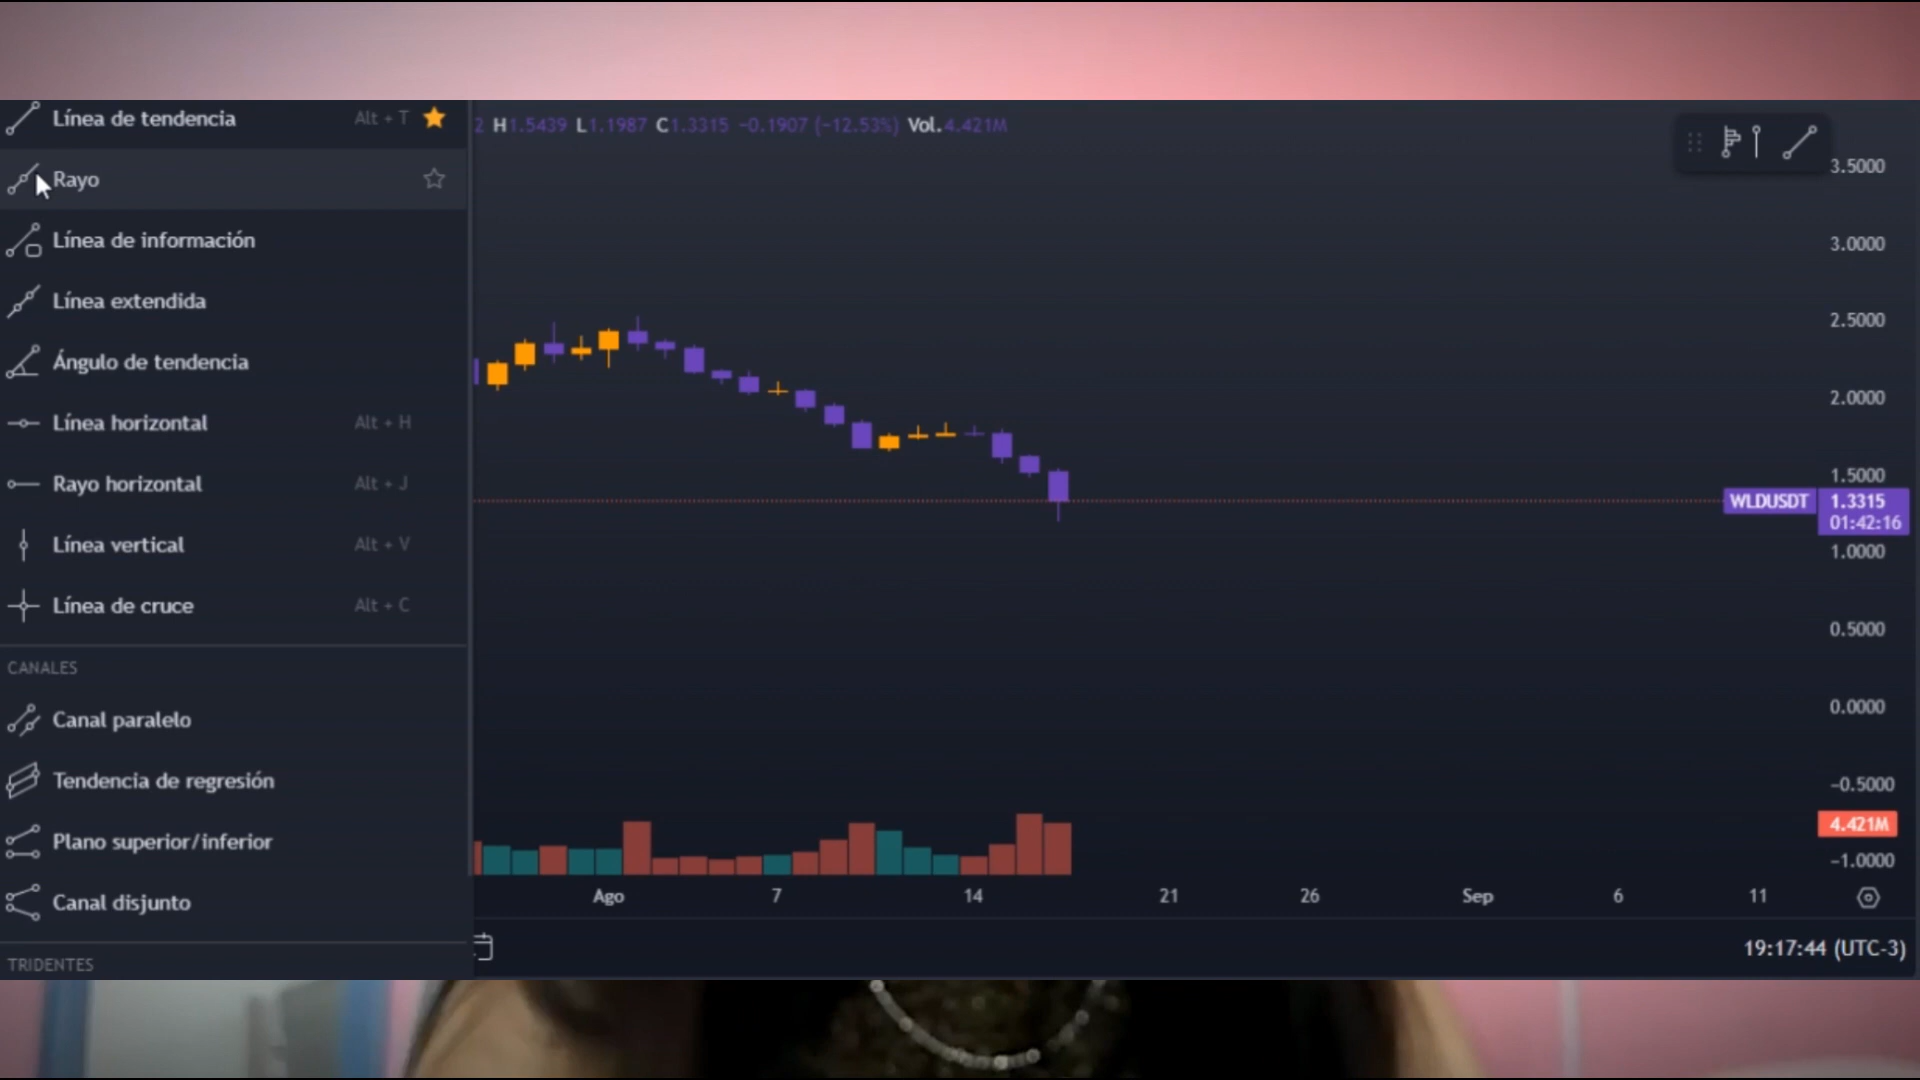 Línea de tendencia Alt + T
2 H1.5439 L1.1987 C1.3315 −0.1907 (−12.53%) Vol.4.421M
Rayo
Línea de información
Línea extendida
Ángulo de tendencia
Línea horizontal Alt + H
Rayo horizontal Alt + J
Línea vertical Alt + V
Línea de cruce Alt + C
CANALES
Canal paralelo
Tendencia de regresión
Plano superior/inferior
Canal disjunto
TRIDENTES
3.5000
3.0000
2.5000
2.0000
1.5000
WLDUSDT 1.3315
01:42:16
1.0000
0.5000
0.0000
−0.5000
4.421M
−1.0000
Ago 7 14 21 26 Sep 6 11
19:17:44 (UTC-3)